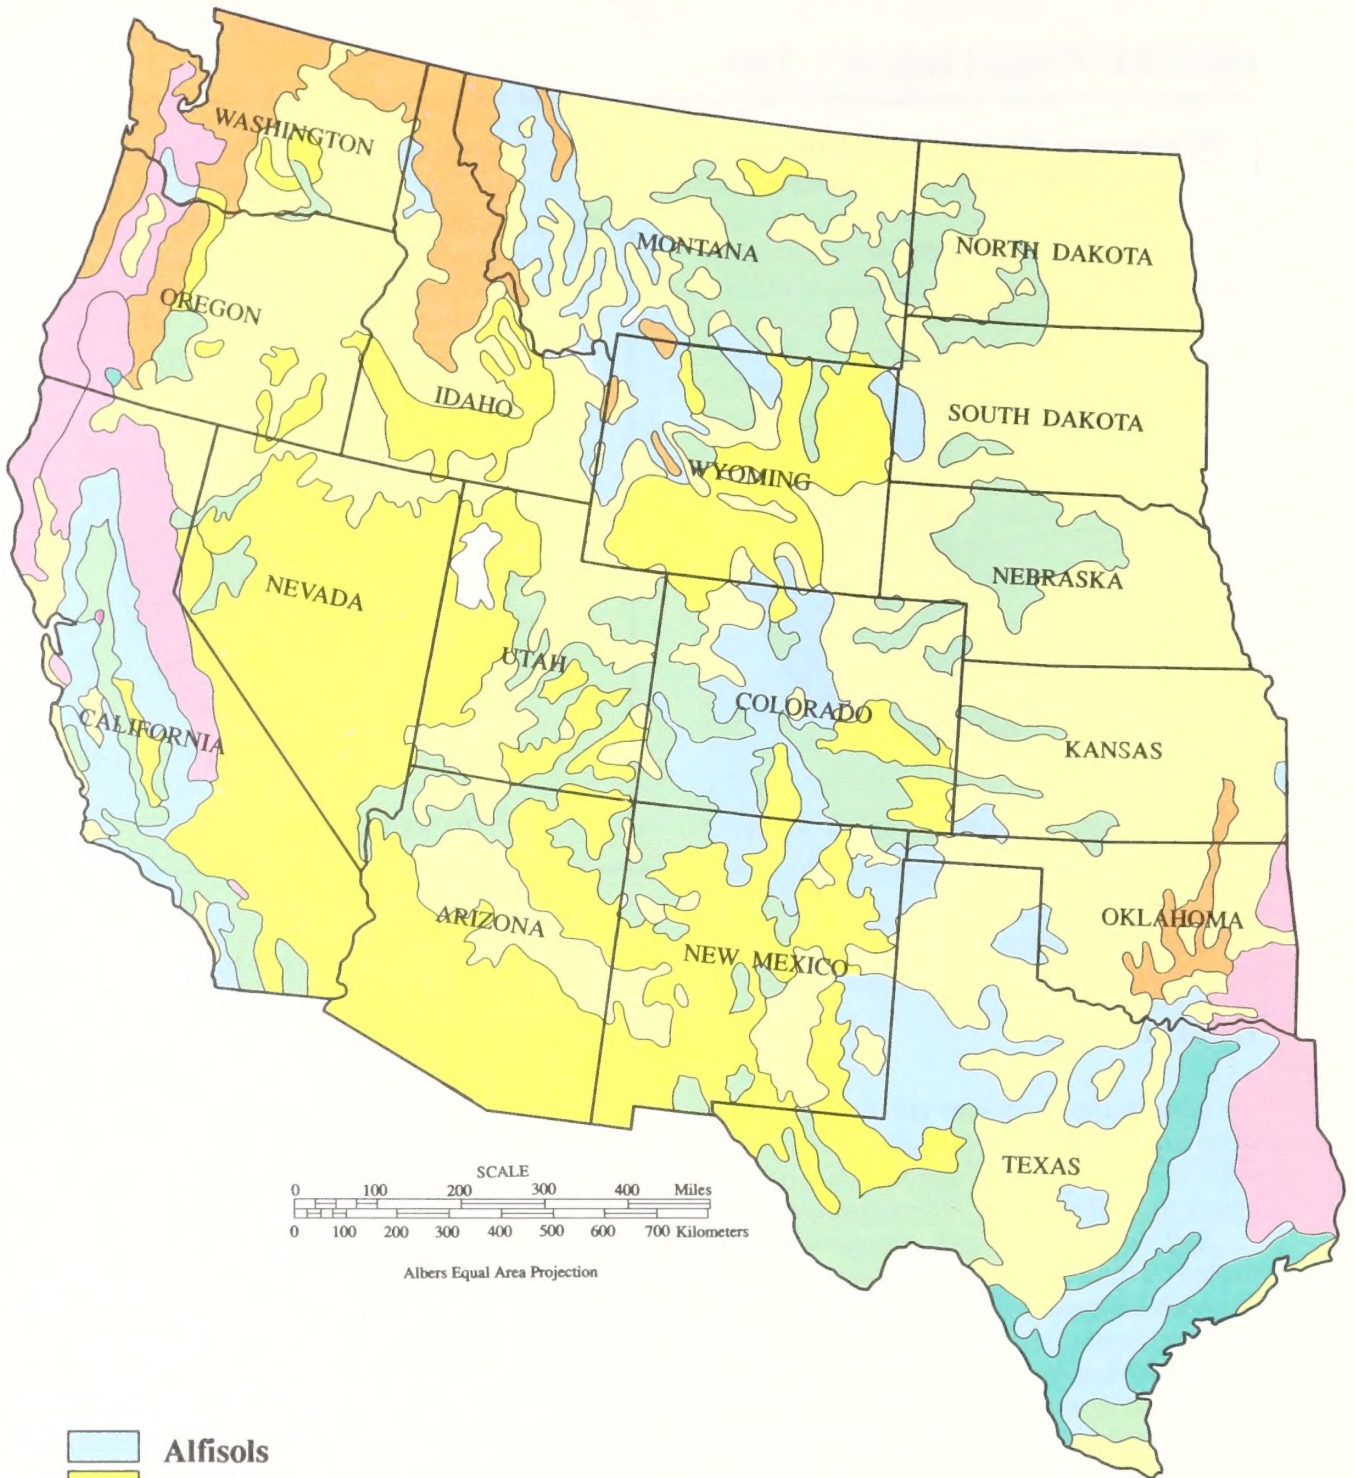 WASHINGTON
MONTANA
NORTH DAKOTA
OREGON
IDAHO
SOUTH DAKOTA
WYOMING
NEBRASKA
NEVADA
UTAH
COLORADO
CALIFORNIA
KANSAS
ARIZONA
NEW MEXICO
OKLAHOMA
TEXAS
SCALE
0 100 200 300 400 Miles
0 100 200 300 400 500 600 700 Kilometers
Albers Equal Area Projection
Alfisols